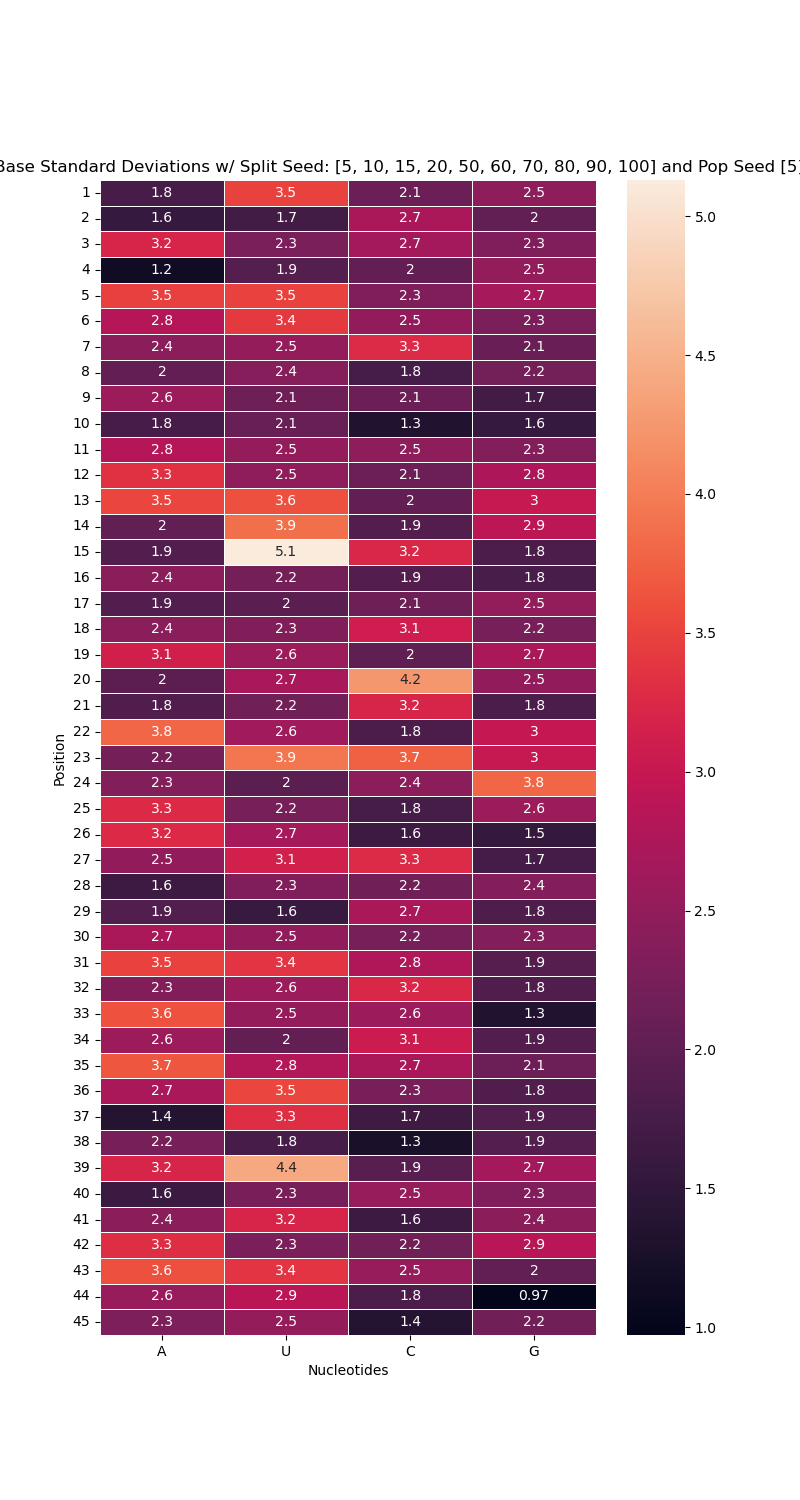 Base Standard Deviations w/ Split Seed: [5, 10, 15, 20, 50, 60, 70, 80, 90, 100] and Pop Seed [5]
1 1.8 3.5 2.1 2.5
2 1.6 1.7 2.7 2
3 3.2 2.3 2.7 2.3
4 1.2 1.9 2 2.5
5 3.5 3.5 2.3 2.7
6 2.8 3.4 2.5 2.3
7 2.4 2.5 3.3 2.1
8 2 2.4 1.8 2.2
9 2.6 2.1 2.1 1.7
10 1.8 2.1 1.3 1.6
11 2.8 2.5 2.5 2.3
12 3.3 2.5 2.1 2.8
13 3.5 3.6 2 3
14 2 3.9 1.9 2.9
15 1.9 5.1 3.2 1.8
16 2.4 2.2 1.9 1.8
17 1.9 2 2.1 2.5
18 2.4 2.3 3.1 2.2
19 3.1 2.6 2 2.7
20 2 2.7 4.2 2.5
21 1.8 2.2 3.2 1.8
22 3.8 2.6 1.8 3
23 2.2 3.9 3.7 3
24 2.3 2 2.4 3.8
25 3.3 2.2 1.8 2.6
26 3.2 2.7 1.6 1.5
27 2.5 3.1 3.3 1.7
28 1.6 2.3 2.2 2.4
29 1.9 1.6 2.7 1.8
30 2.7 2.5 2.2 2.3
31 3.5 3.4 2.8 1.9
32 2.3 2.6 3.2 1.8
33 3.6 2.5 2.6 1.3
34 2.6 2 3.1 1.9
35 3.7 2.8 2.7 2.1
36 2.7 3.5 2.3 1.8
37 1.4 3.3 1.7 1.9
38 2.2 1.8 1.3 1.9
39 3.2 4.4 1.9 2.7
40 1.6 2.3 2.5 2.3
41 2.4 3.2 1.6 2.4
42 3.3 2.3 2.2 2.9
43 3.6 3.4 2.5 2
44 2.6 2.9 1.8 0.97
45 2.3 2.5 1.4 2.2
A U C G
Nucleotides
Position
5.0
4.5
4.0
3.5
3.0
2.5
2.0
1.5
1.0